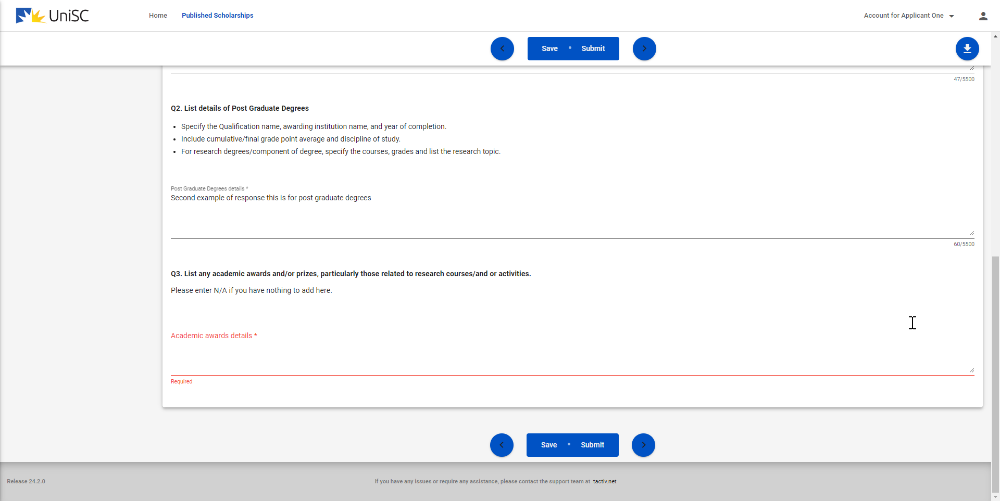 UniSC
Home
Published Scholarships
Account for Applicant One
Save • Submit
47/5500
Q2. List details of Post Graduate Degrees
• Specify the Qualification name, awarding institution name, and year of completion.
• Include cumulative/final grade point average and discipline of study.
• For research degrees/component of degree, specify the courses, grades and list the research topic.
Post Graduate Degrees details *
Second example of response this is for post graduate degrees
60/5500
Q3. List any academic awards and/or prizes, particularly those related to research courses/and or activities.
Please enter N/A if you have nothing to add here.
Academic awards details *
Required
Save • Submit
Release 24.2.0
If you have any issues or require any assistance, please contact the support team at tactiv.net